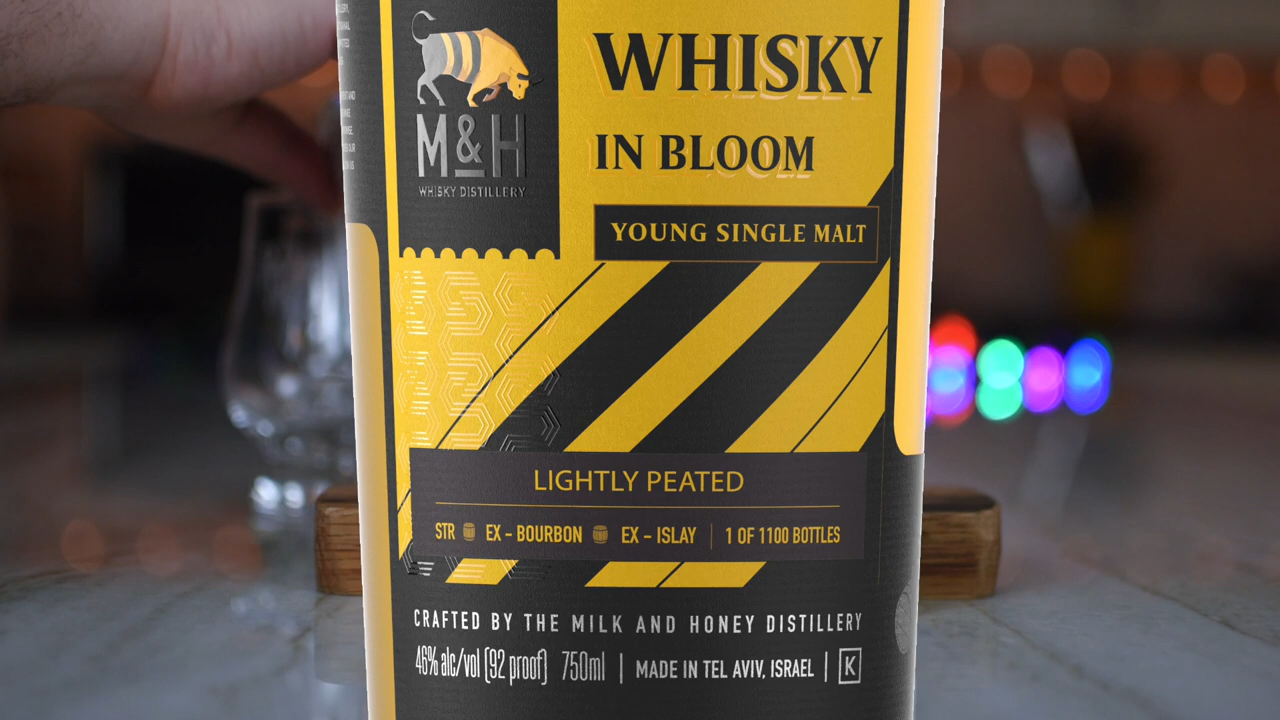 M&H
WHISKY DISTILLERY
WHISKY
IN BLOOM
YOUNG SINGLE MALT
LIGHTLY PEATED
STR EX - BOURBON EX - ISLAY | 1 OF 1100 BOTTLES
CRAFTED BY THE MILK AND HONEY DISTILLERY
46% alc/vol (92 proof) 750ml | MADE IN TEL AVIV, ISRAEL | K